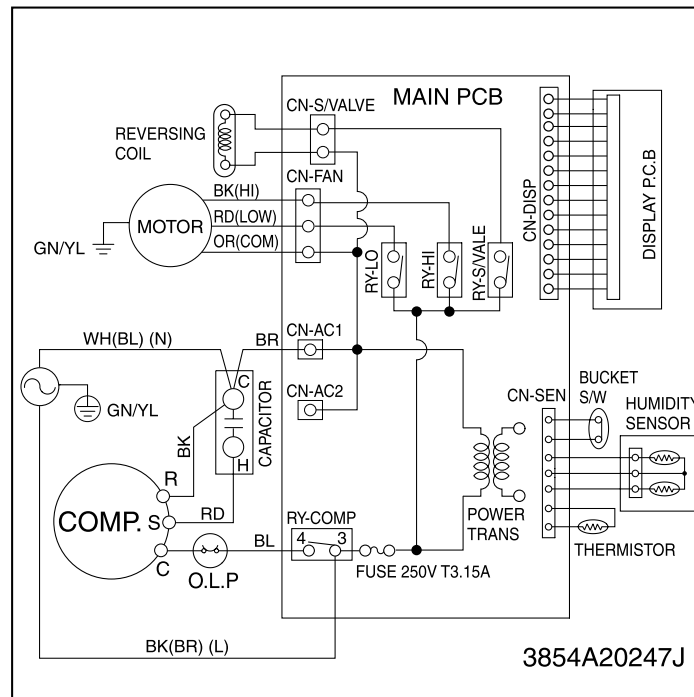 MAIN PCB
CN-S/VALVE
REVERSING
COIL
CN-FAN
BK(HI)
MOTOR
RD(LOW)
OR(COM)
GN/YL
RY-LO
RY-HI
RY-S/VALE
CN-DISP
DISPLAY P.C.B
WH(BL) (N)
BR
CN-AC1
CN-AC2
GN/YL
C
H
CAPACITOR
BK
R
COMP.
S
RD
C
O.L.P
BL
RY-COMP
4
3
FUSE 250V T3.15A
POWER
TRANS
CN-SEN
BUCKET
S/W
HUMIDITY
SENSOR
THERMISTOR
BK(BR) (L)
3854A20247J